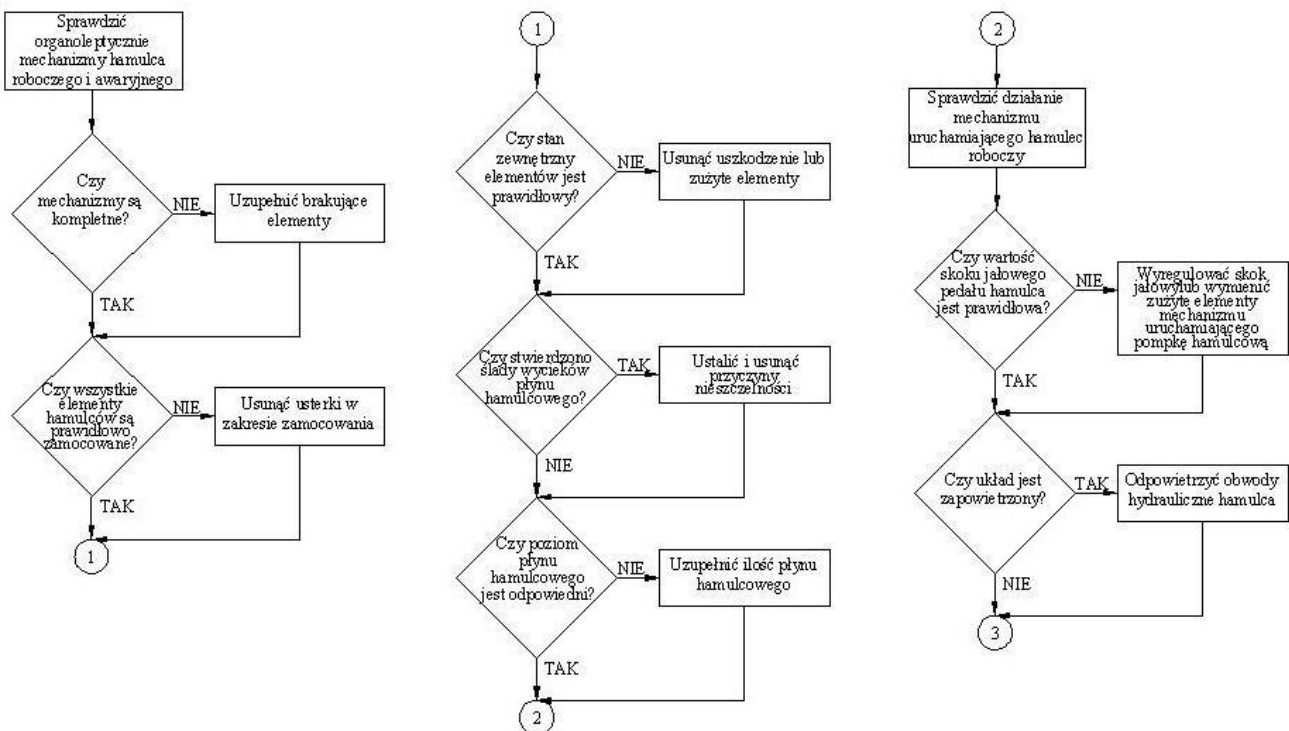 Sprawdzić
organoleptycznie
mechanizmy hamulca
roboczego i awaryjnego
Czy
mechanizmy są
kompletne?
NIE
Uzupełnić brakujące
elementy
TAK
Czy wszystkie
elementy
hamulców są
prawidłowo
zamocowane?
NIE
Usunąć usterki w
zakresie zamocowania
TAK
1
1
Czy stan
zewnętrzny
elementów jest
prawidłowy?
NIE
Usunąć uszkodzenie lub
zużyte elementy
TAK
Czy stwierdzono
ślady wycieków
płynu
hamulcowego?
TAK
Ustalić i usunąć
przyczyny
nieszczelności
NIE
Czy poziom
płynu
hamulcowego
jest odpowiedni?
NIE
Uzupełnić ilość płynu
hamulcowego
TAK
2
2
Sprawdzić działanie
mechanizmu
uruchamiającego hamulec
roboczy
Czy wartość
skoku jałowego
pedału hamulca
jest prawidłowa?
NIE
Wyregulować skok
jałowylub wymienić
zużyte elementy
mechanizmu
uruchamiającego
pompkę hamulcową
TAK
Czy układ jest
zapowietrzony?
TAK
Odpowietrzyć obwody
hydrauliczne hamulca
NIE
3